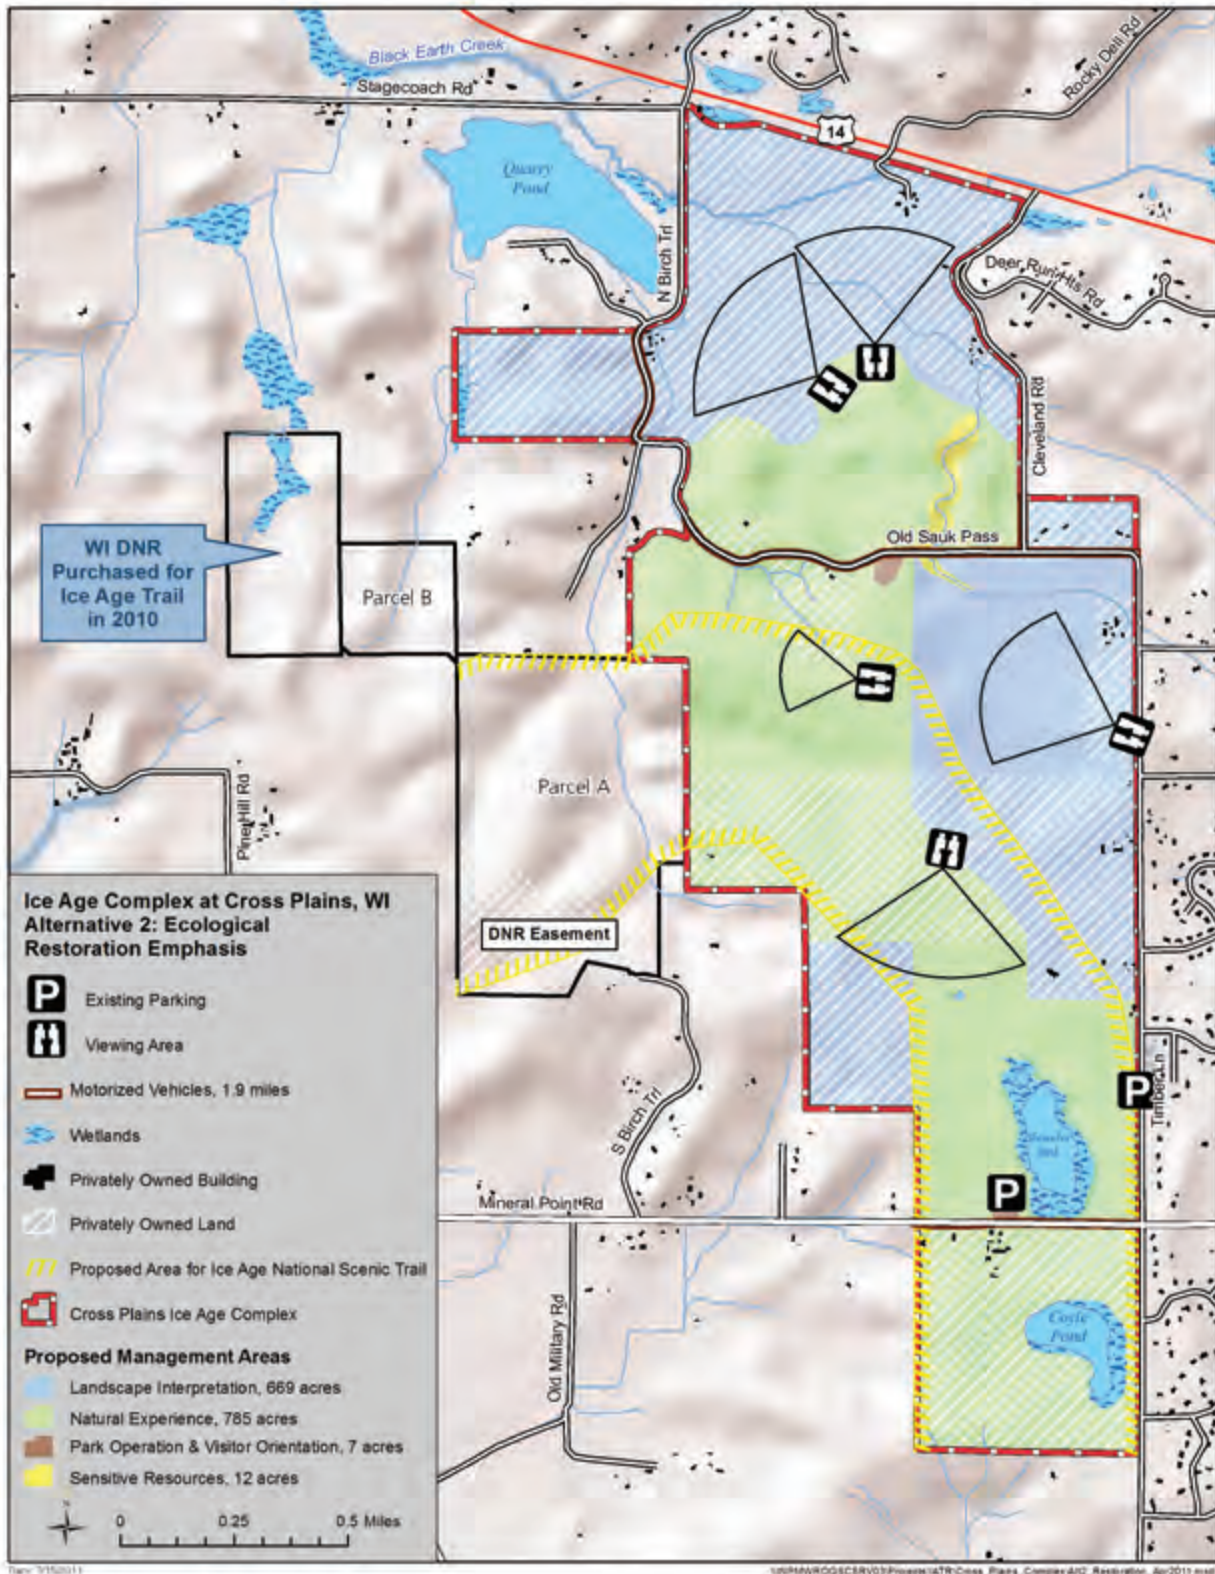 Black Earth Creek
Stagecoach Rd
Rocky Dell Rd
14
Quarry
Pond
N Birch Trl
Deer Run Hts Rd
Cleveland Rd
Old Sauk Pass
WI DNR
Purchased for
Ice Age Trail
in 2010
Parcel B
Parcel A
Pine Hill Rd
DNR Easement
S Birch Trl
Timber Ln
P
P
Mineral Point Rd
Old Military Rd
Coyle
Pond
Ice Age Complex at Cross Plains, WI
Alternative 2: Ecological
Restoration Emphasis
P Existing Parking
Viewing Area
Motorized Vehicles, 1.9 miles
Wetlands
Privately Owned Building
Privately Owned Land
Proposed Area for Ice Age National Scenic Trail
Cross Plains Ice Age Complex
Proposed Management Areas
Landscape Interpretation, 669 acres
Natural Experience, 785 acres
Park Operation & Visitor Orientation, 7 acres
Sensitive Resources, 12 acres
N
0 0.25 0.5 Miles